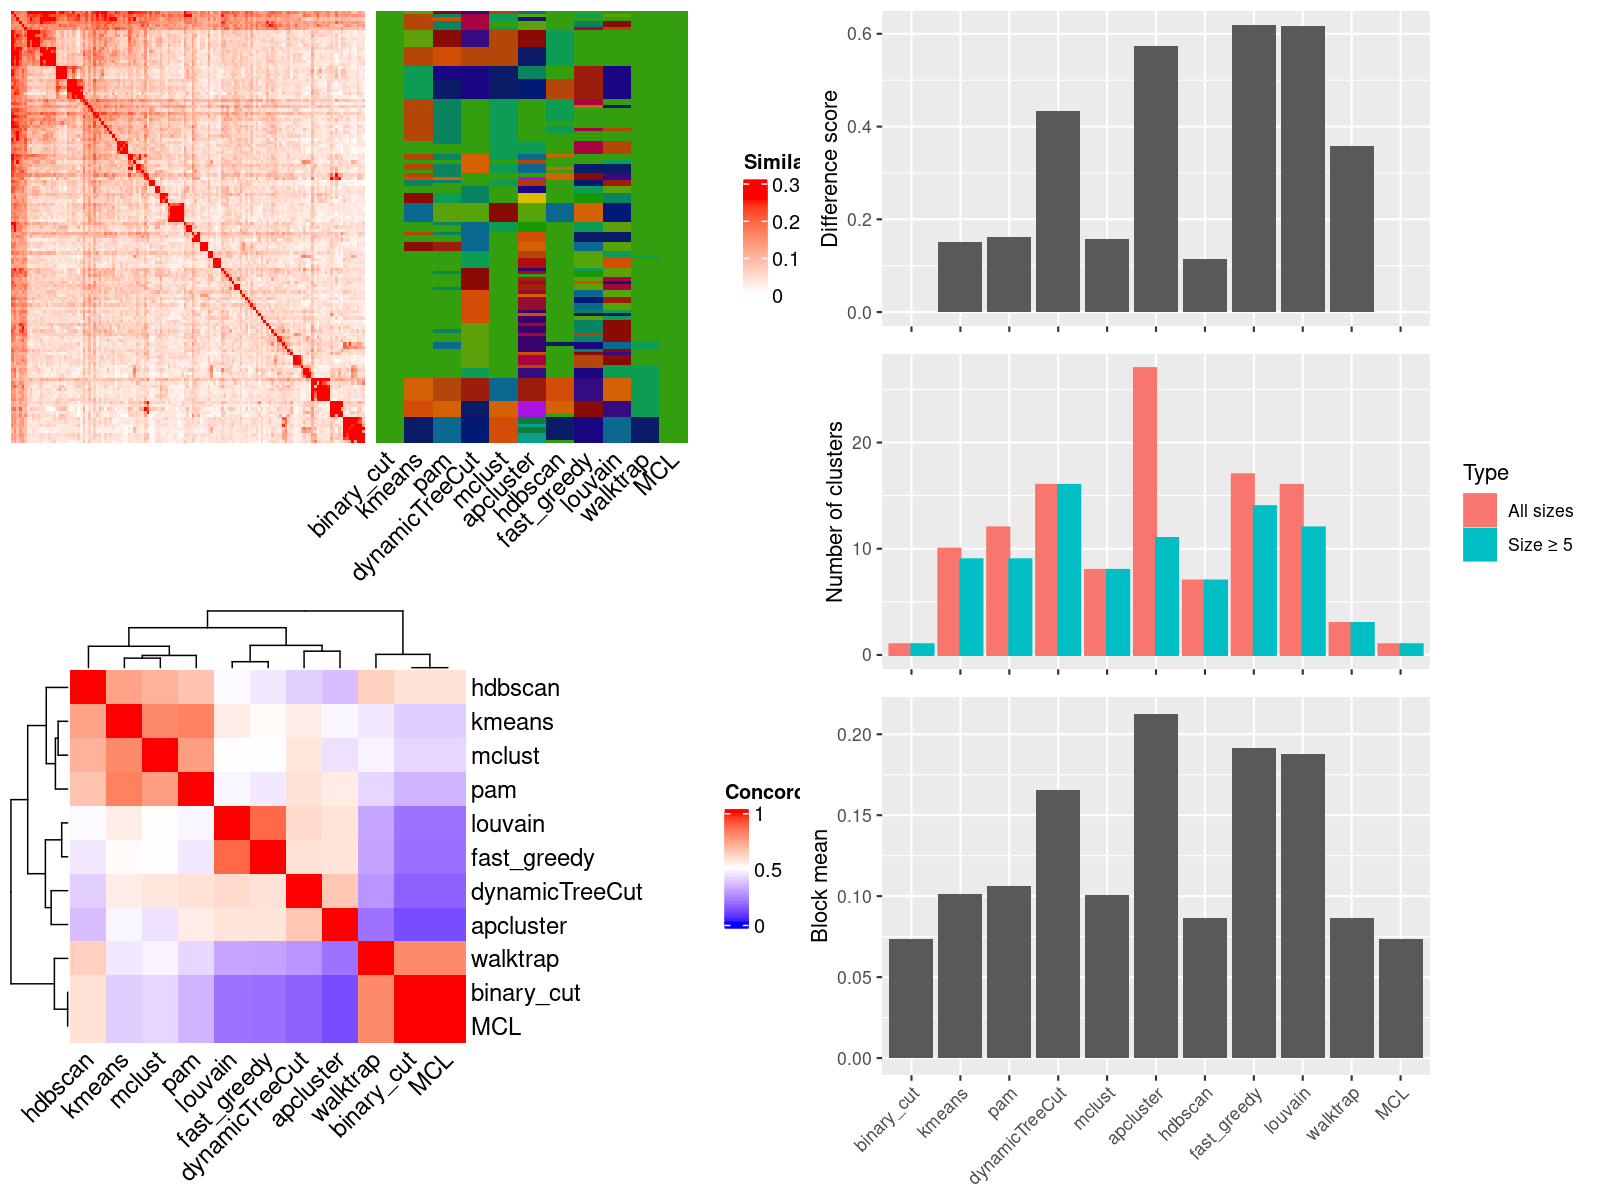 Simila
0.3
0.2
0.1
0
binary_cut
kmeans
pam
dynamicTreeCut
mclust
apcluster
hdbscan
fast_greedy
louvain
walktrap
MCL
hdbscan
kmeans
mclust
pam
louvain
fast_greedy
dynamicTreeCut
apcluster
walktrap
binary_cut
MCL
hdbscan
kmeans
mclust
pam
louvain
fast_greedy
dynamicTreeCut
apcluster
walktrap
binary_cut
MCL
Concord
1
0.5
0
Difference score
0.6
0.4
0.2
0.0
Number of clusters
20
10
0
Type
All sizes
Size ≥ 5
Block mean
0.20
0.15
0.10
0.05
0.00
binary_cut
kmeans
pam
dynamicTreeCut
mclust
apcluster
hdbscan
fast_greedy
louvain
walktrap
MCL